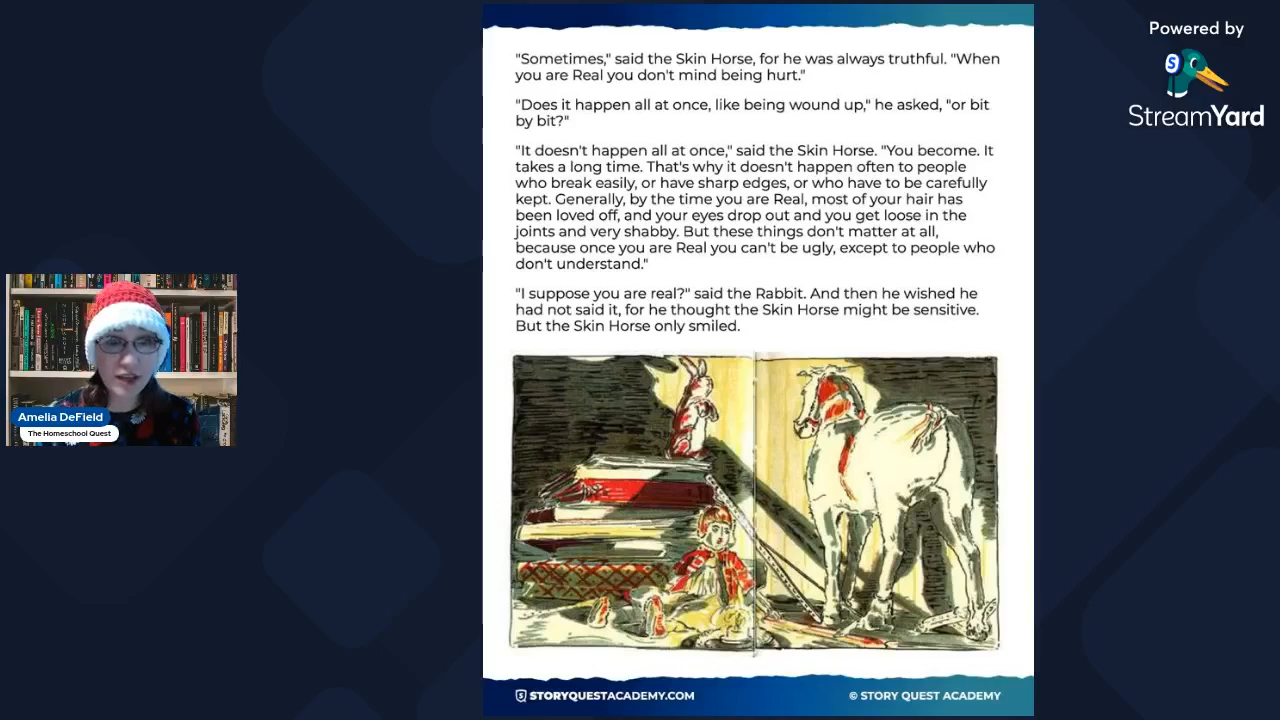 Powered by
StreamYard
"Sometimes," said the Skin Horse, for he was always truthful. "When
you are Real you don't mind being hurt."
"Does it happen all at once, like being wound up," he asked, "or bit
by bit?"
"It doesn't happen all at once," said the Skin Horse. "You become. It
takes a long time. That's why it doesn't happen often to people
who break easily, or have sharp edges, or who have to be carefully
kept. Generally, by the time you are Real, most of your hair has
been loved off, and your eyes drop out and you get loose in the
joints and very shabby. But these things don't matter at all,
because once you are Real you can't be ugly, except to people who
don't understand."
"I suppose you are real?" said the Rabbit. And then he wished he
had not said it, for he thought the Skin Horse might be sensitive.
But the Skin Horse only smiled.
Amelia DeField
The Homeschool Quest
STORYQUESTACADEMY.COM
© STORY QUEST ACADEMY